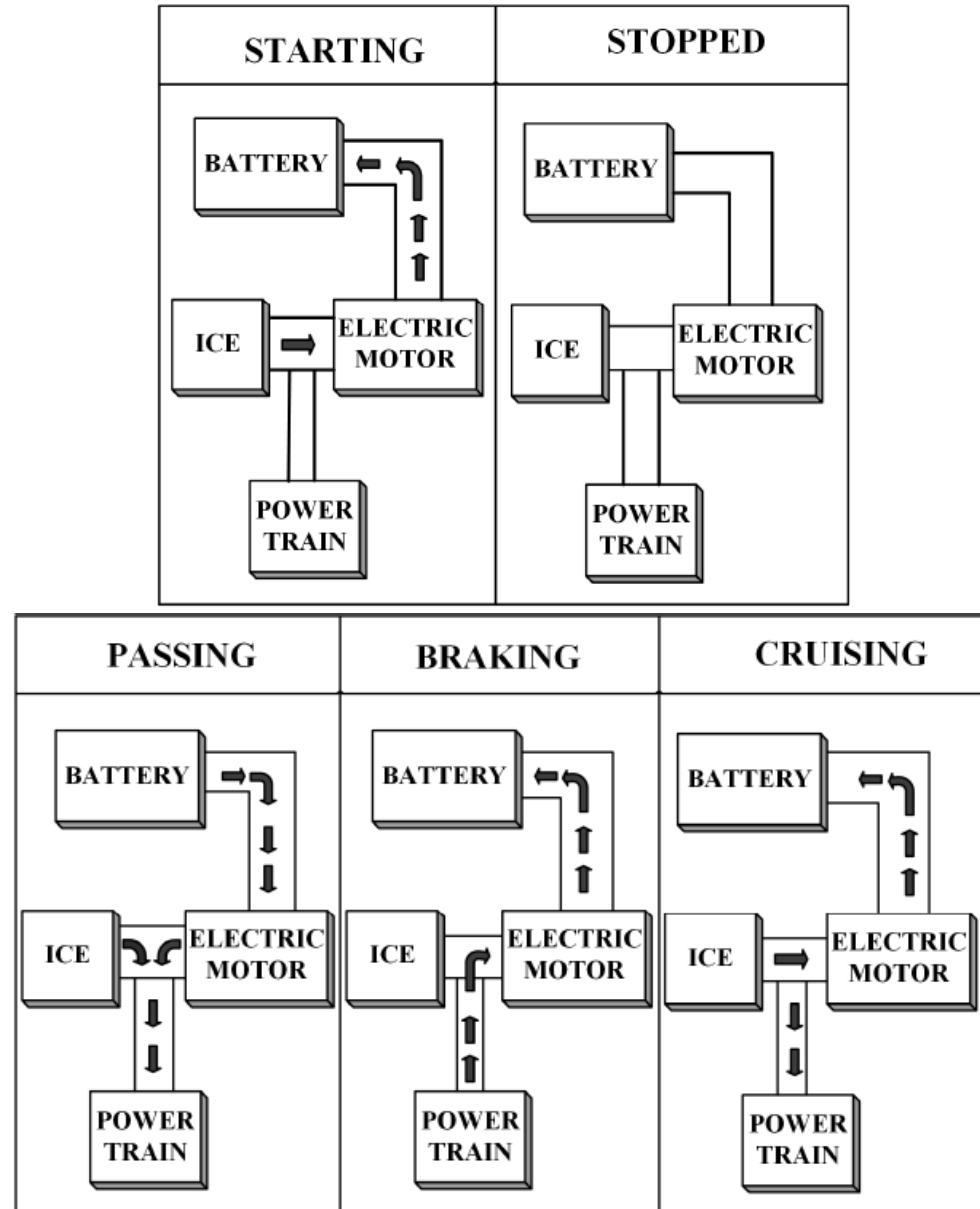 STARTING
BATTERY
ICE
ELECTRIC
MOTOR
POWER
TRAIN
STOPPED
BATTERY
ICE
ELECTRIC
MOTOR
POWER
TRAIN
PASSING
BATTERY
ICE
ELECTRIC
MOTOR
POWER
TRAIN
BRAKING
BATTERY
ICE
ELECTRIC
MOTOR
POWER
TRAIN
CRUISING
BATTERY
ICE
ELECTRIC
MOTOR
POWER
TRAIN